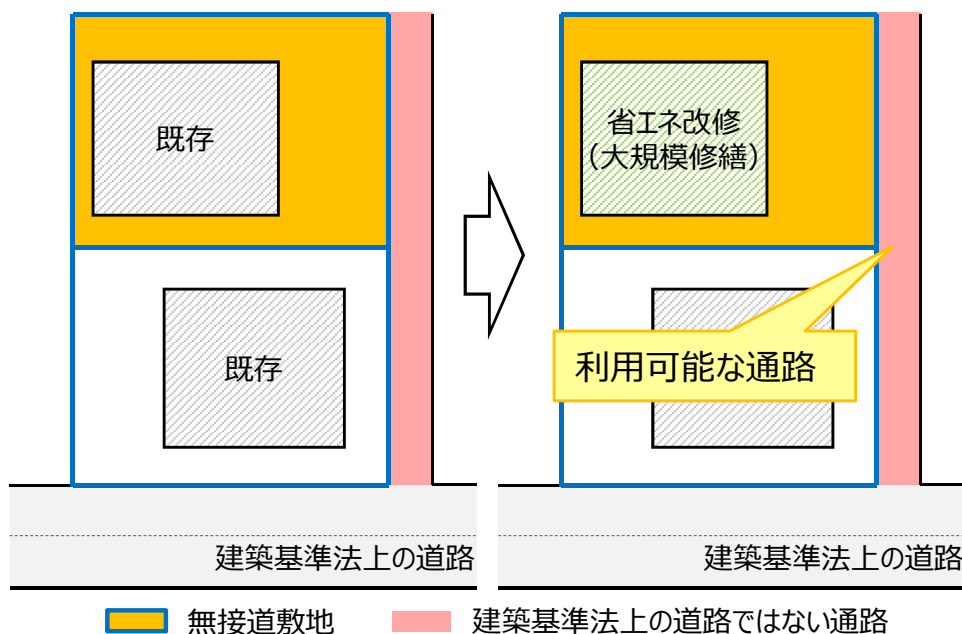 既存
既存
建築基準法上の道路
省エネ改修
（大規模修繕）
利用可能な通路
建築基準法上の道路
無接道敷地
建築基準法上の道路ではない通路